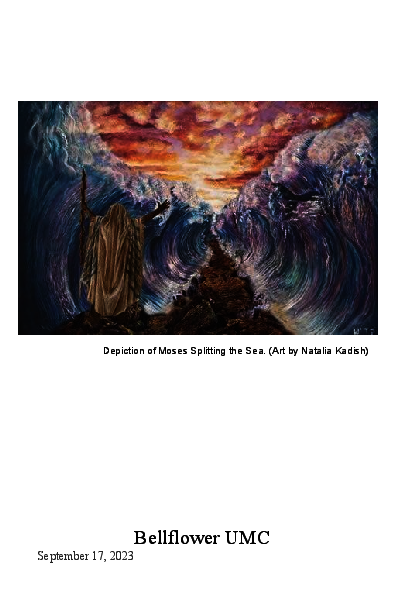 Depiction of Moses Splitting the Sea. (Art by Natalia Kadish)
Bellflower UMC
September 17, 2023